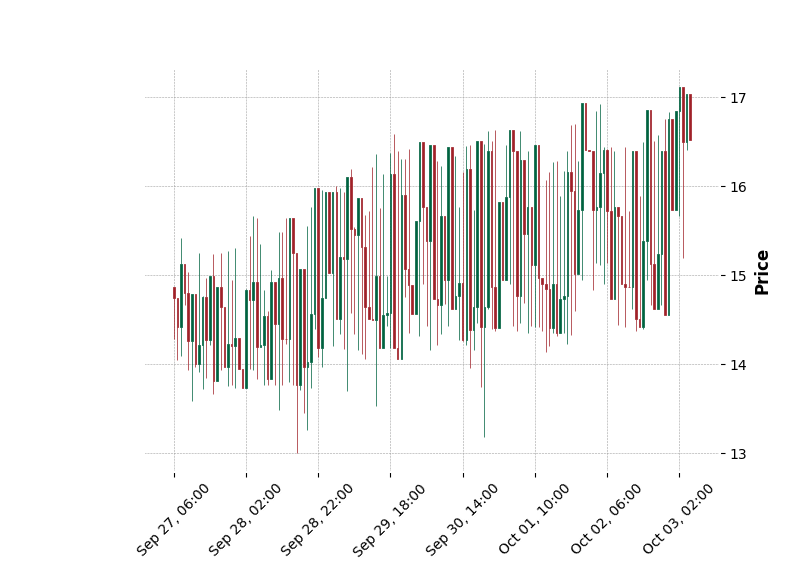 17
16
15
14
13
Price
Sep 27, 06:00
Sep 28, 02:00
Sep 28, 22:00
Sep 29, 18:00
Sep 30, 14:00
Oct 01, 10:00
Oct 02, 06:00
Oct 03, 02:00